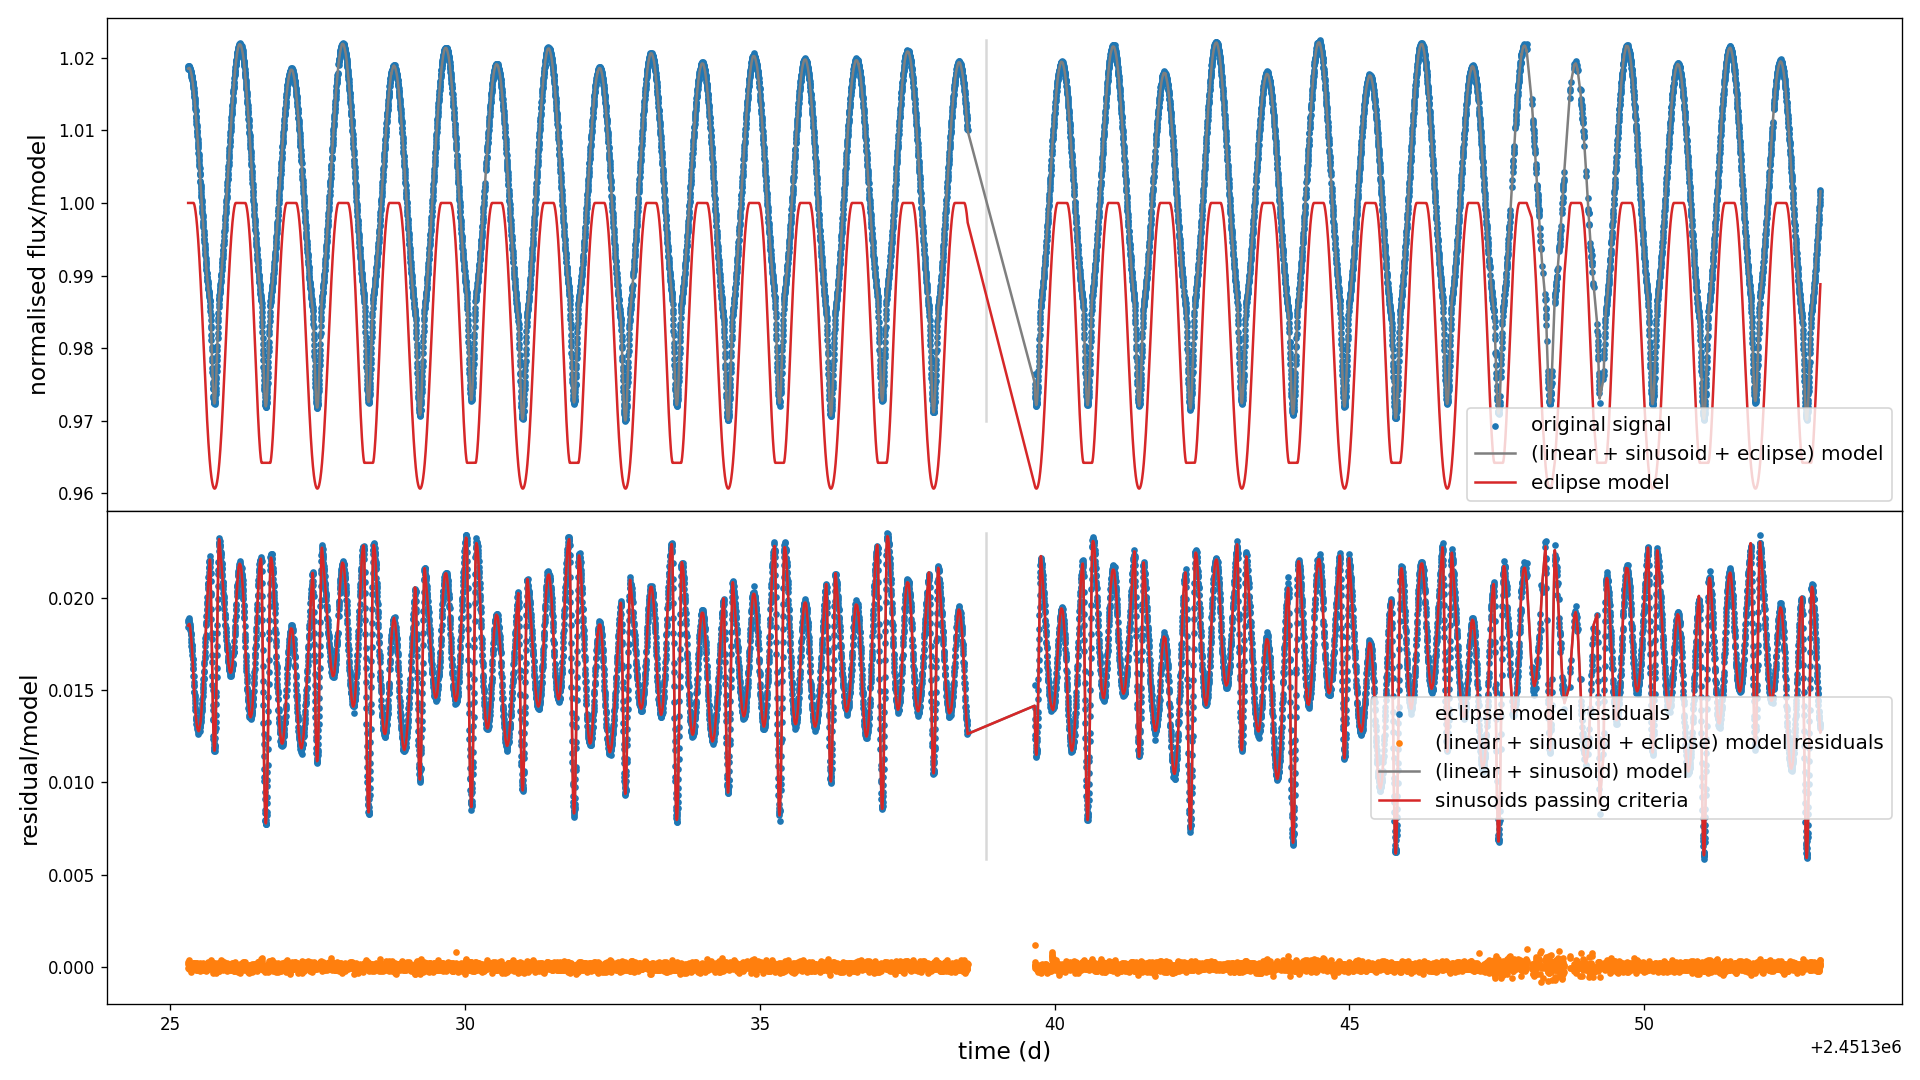 1.02
1.01
1.00
0.99
0.98
0.97
0.96
normalised flux/model
original signal
(linear + sinusoid + eclipse) model
eclipse model
0.020
0.015
0.010
0.005
0.000
residual/model
eclipse model residuals
(linear + sinusoid + eclipse) model residuals
(linear + sinusoid) model
sinusoids passing criteria
25
30
35
40
45
50
time (d)
+2.4513e6